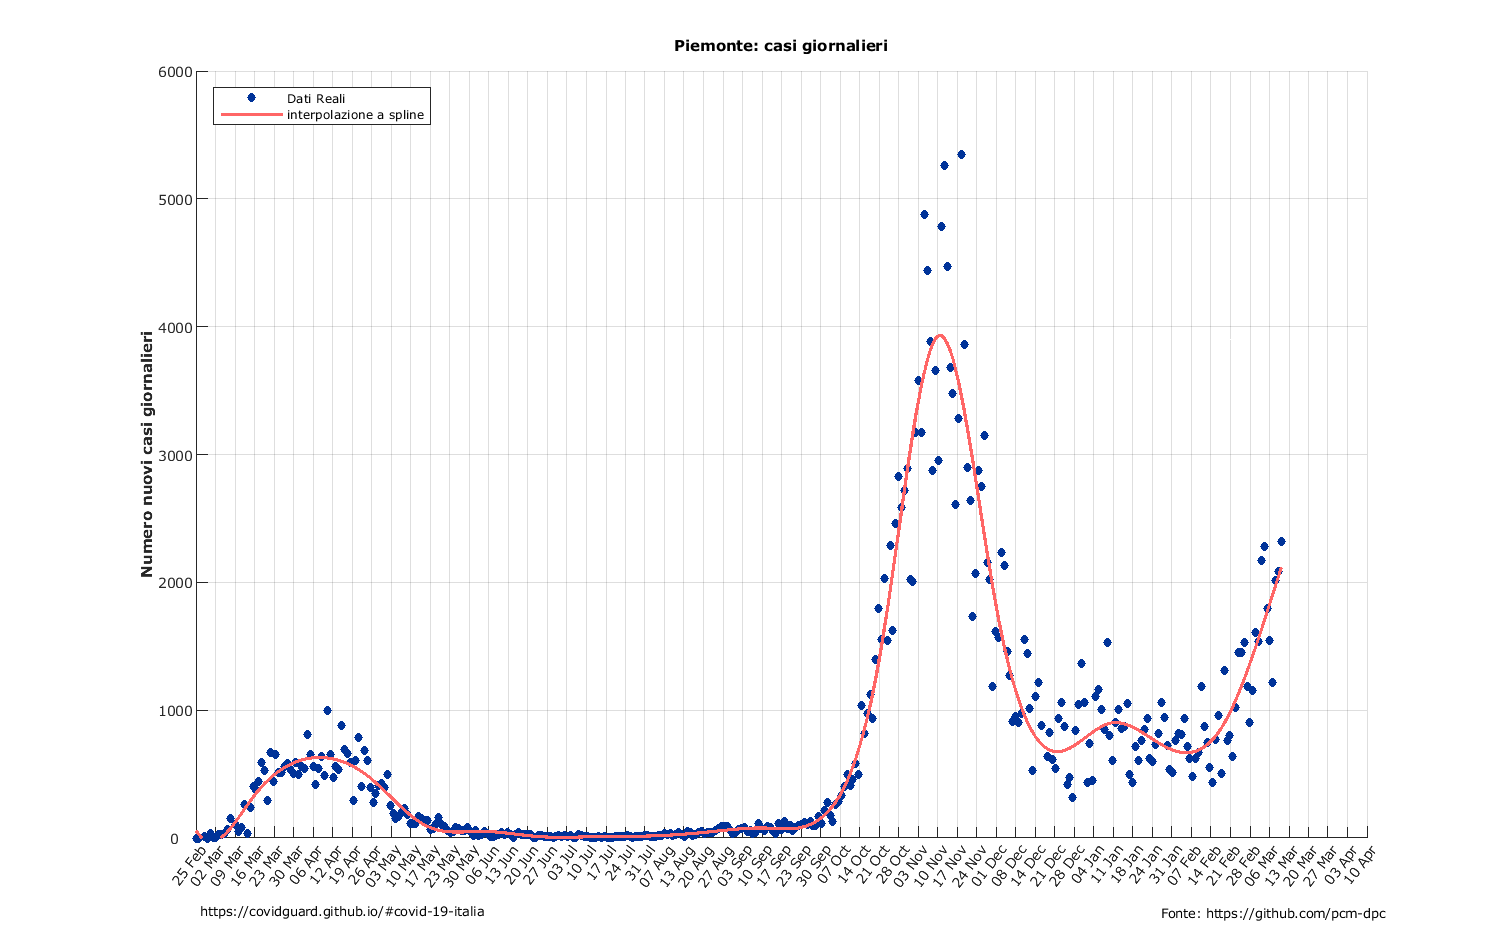 Piemonte: casi giornalieri
6000
5000
4000
3000
2000
1000
0
Dati Reali
interpolazione a spline
Numero nuovi casi giornalieri
25 Feb
02 Mar
09 Mar
16 Mar
23 Mar
30 Mar
06 Apr
12 Apr
19 Apr
26 Apr
03 May
10 May
17 May
23 May
30 May
06 Jun
13 Jun
20 Jun
27 Jun
03 Jul
10 Jul
17 Jul
24 Jul
31 Jul
07 Aug
13 Aug
20 Aug
27 Aug
03 Sep
10 Sep
17 Sep
23 Sep
30 Sep
07 Oct
14 Oct
21 Oct
28 Oct
03 Nov
10 Nov
17 Nov
24 Nov
01 Dec
08 Dec
14 Dec
21 Dec
28 Dec
04 Jan
11 Jan
18 Jan
24 Jan
31 Jan
07 Feb
14 Feb
21 Feb
28 Feb
06 Mar
13 Mar
20 Mar
27 Mar
03 Apr
10 Apr
https://covidguard.github.io/#covid-19-italia
Fonte: https://github.com/pcm-dpc